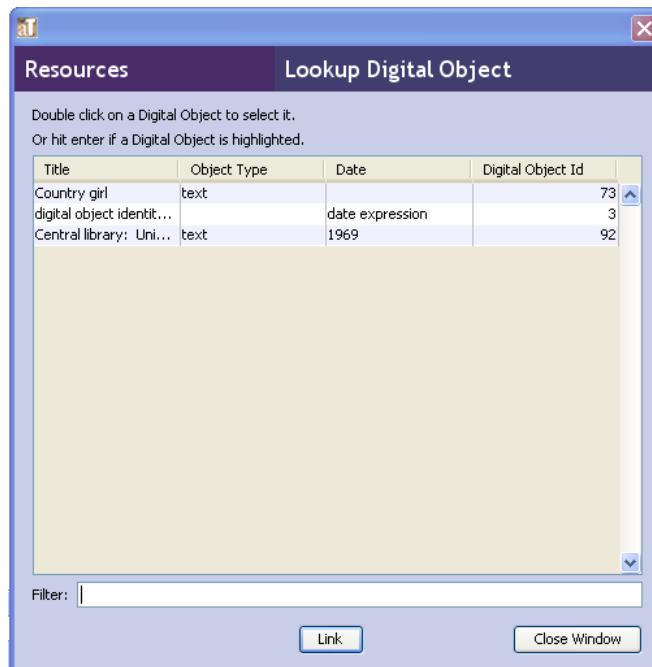 aT
Resources Lookup Digital Object
Double click on a Digital Object to select it.
Or hit enter if a Digital Object is highlighted.
Title Object Type Date Digital Object Id
Country girl text 73
digital object identit... date expression 3
Central library: Uni... text 1969 92
Filter:
Link Close Window